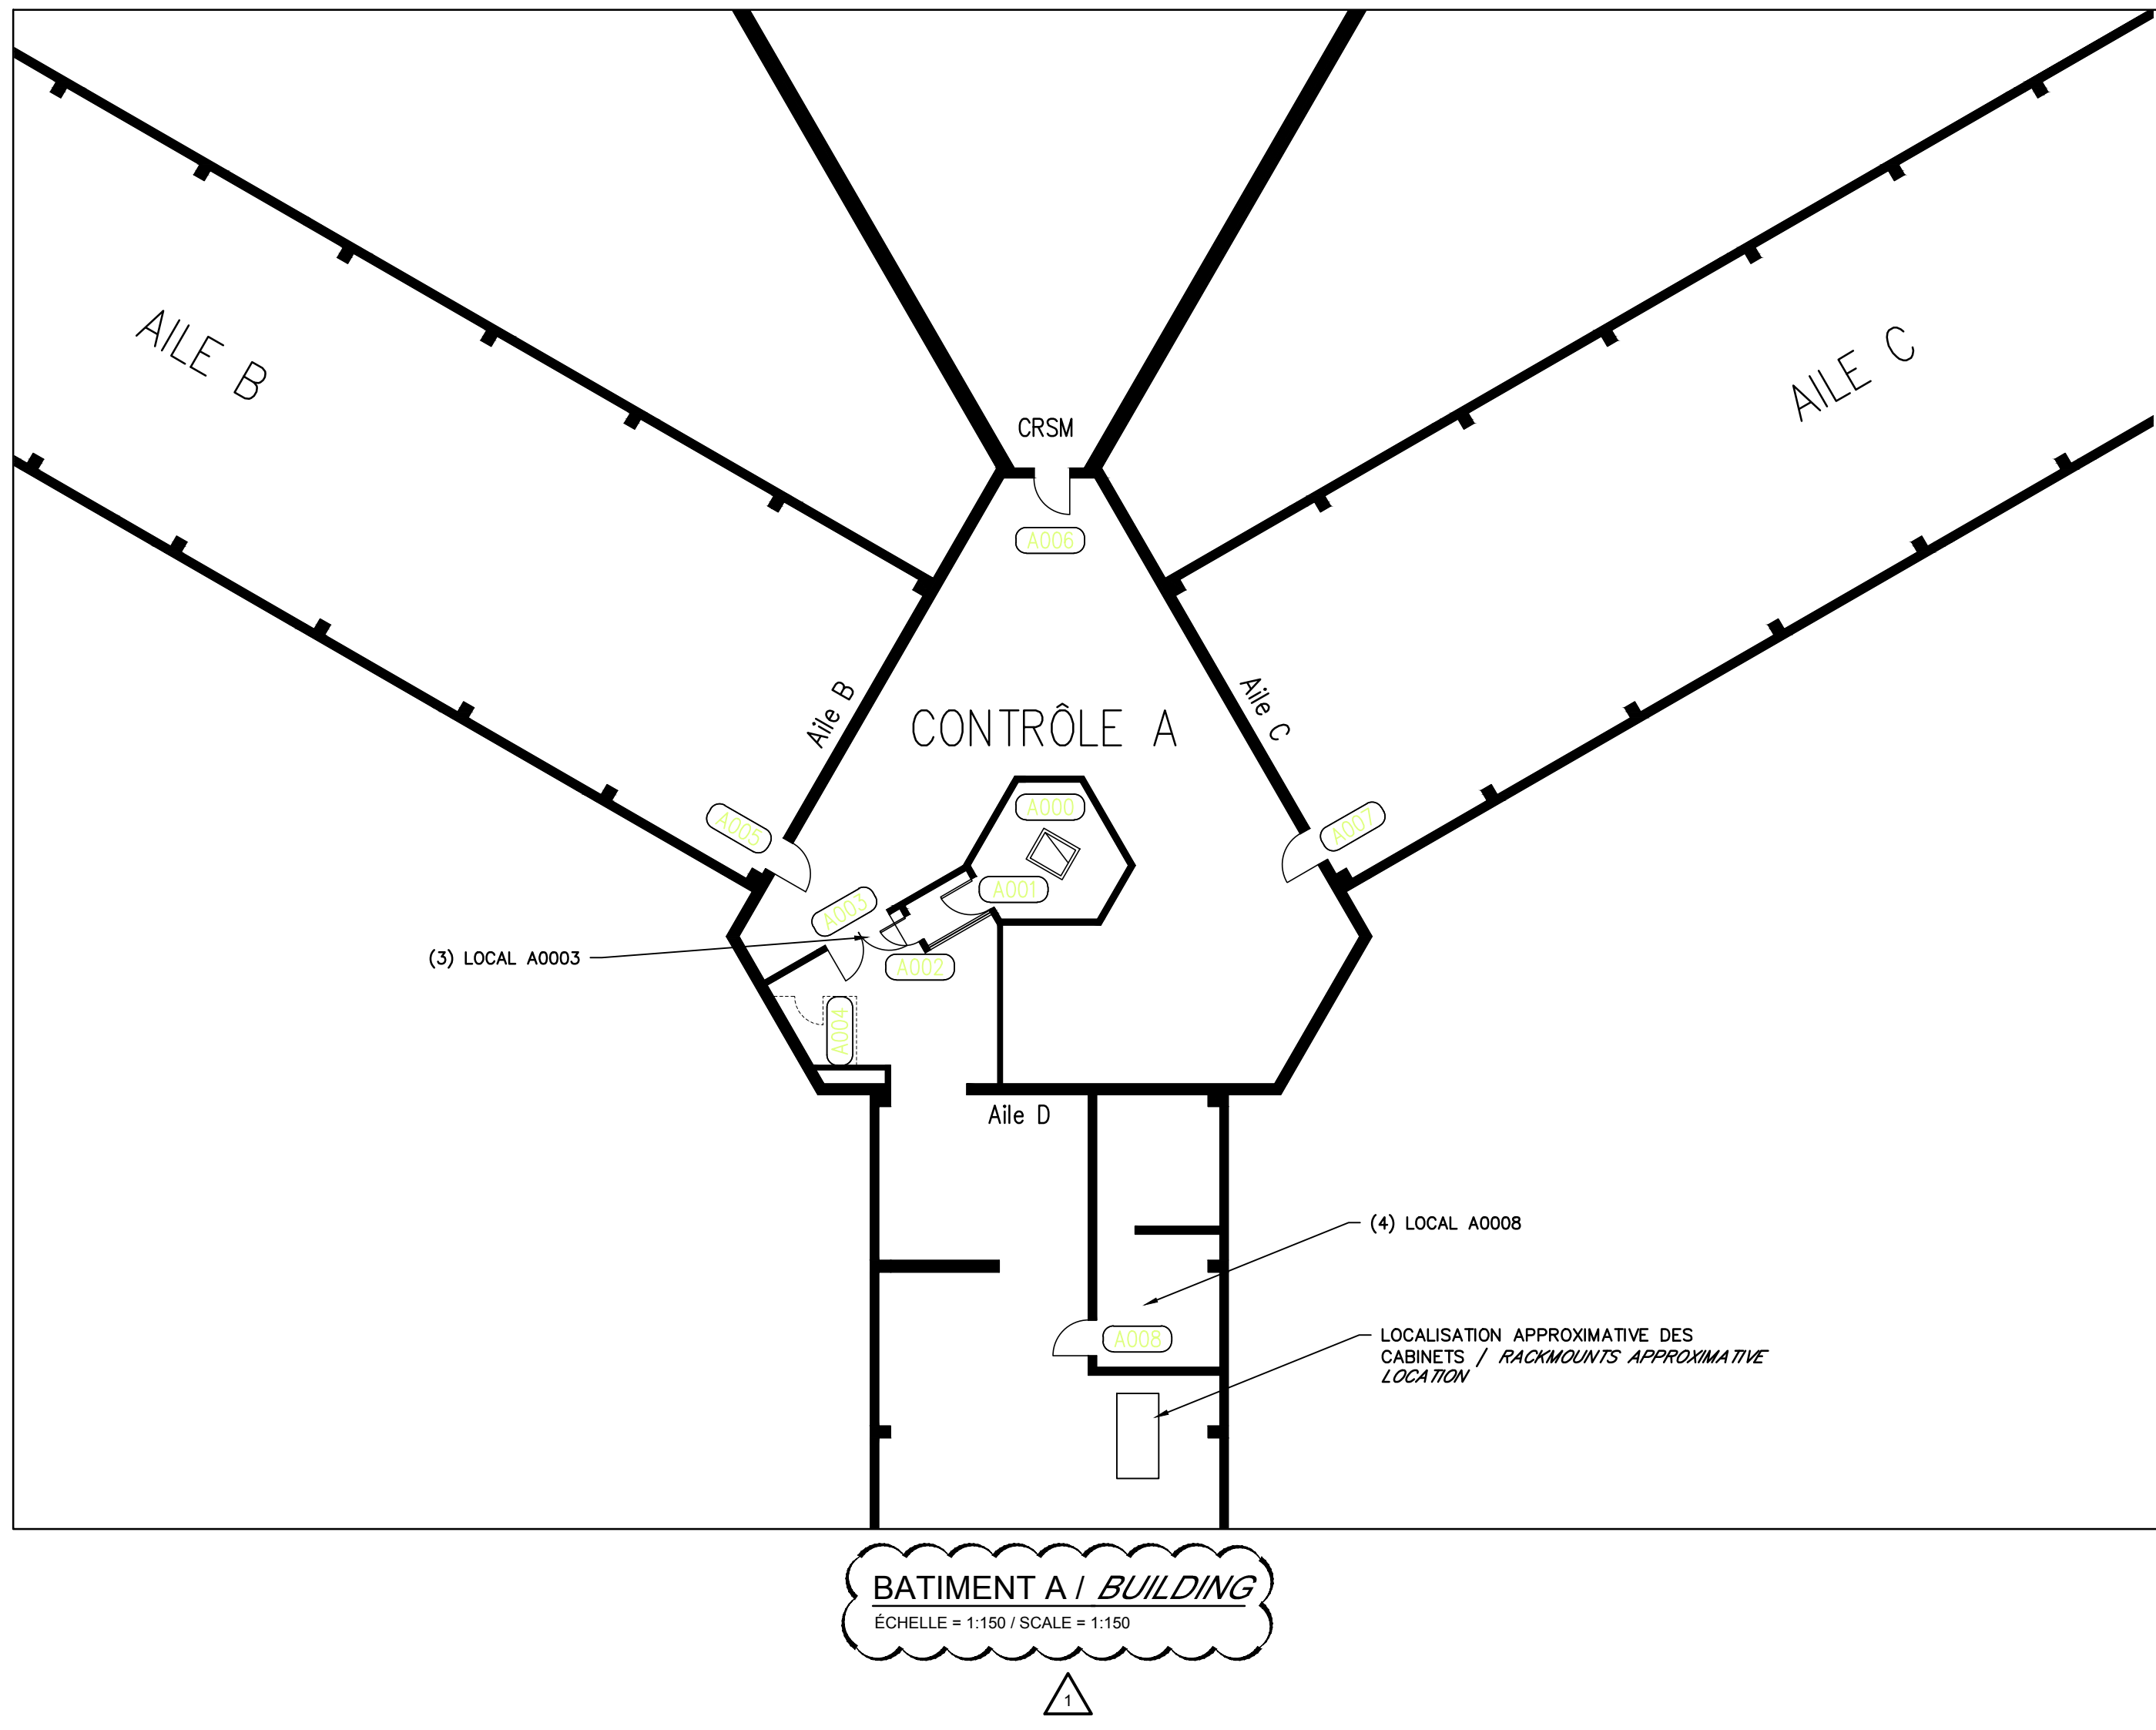 AILE B
AILE C
CRSM
A006
Aile B
Aile C
CONTRÔLE A
A000
A005
A007
A001
A003
(3) LOCAL A0003
A002
A004
Aile D
(4) LOCAL A0008
A008
LOCALISATION APPROXIMATIVE DES
CABINETS / RACKMOUNTS APPROXIMATIVE
LOCATION
BATIMENT A / BUILDING
ÉCHELLE = 1:150 / SCALE = 1:150
1